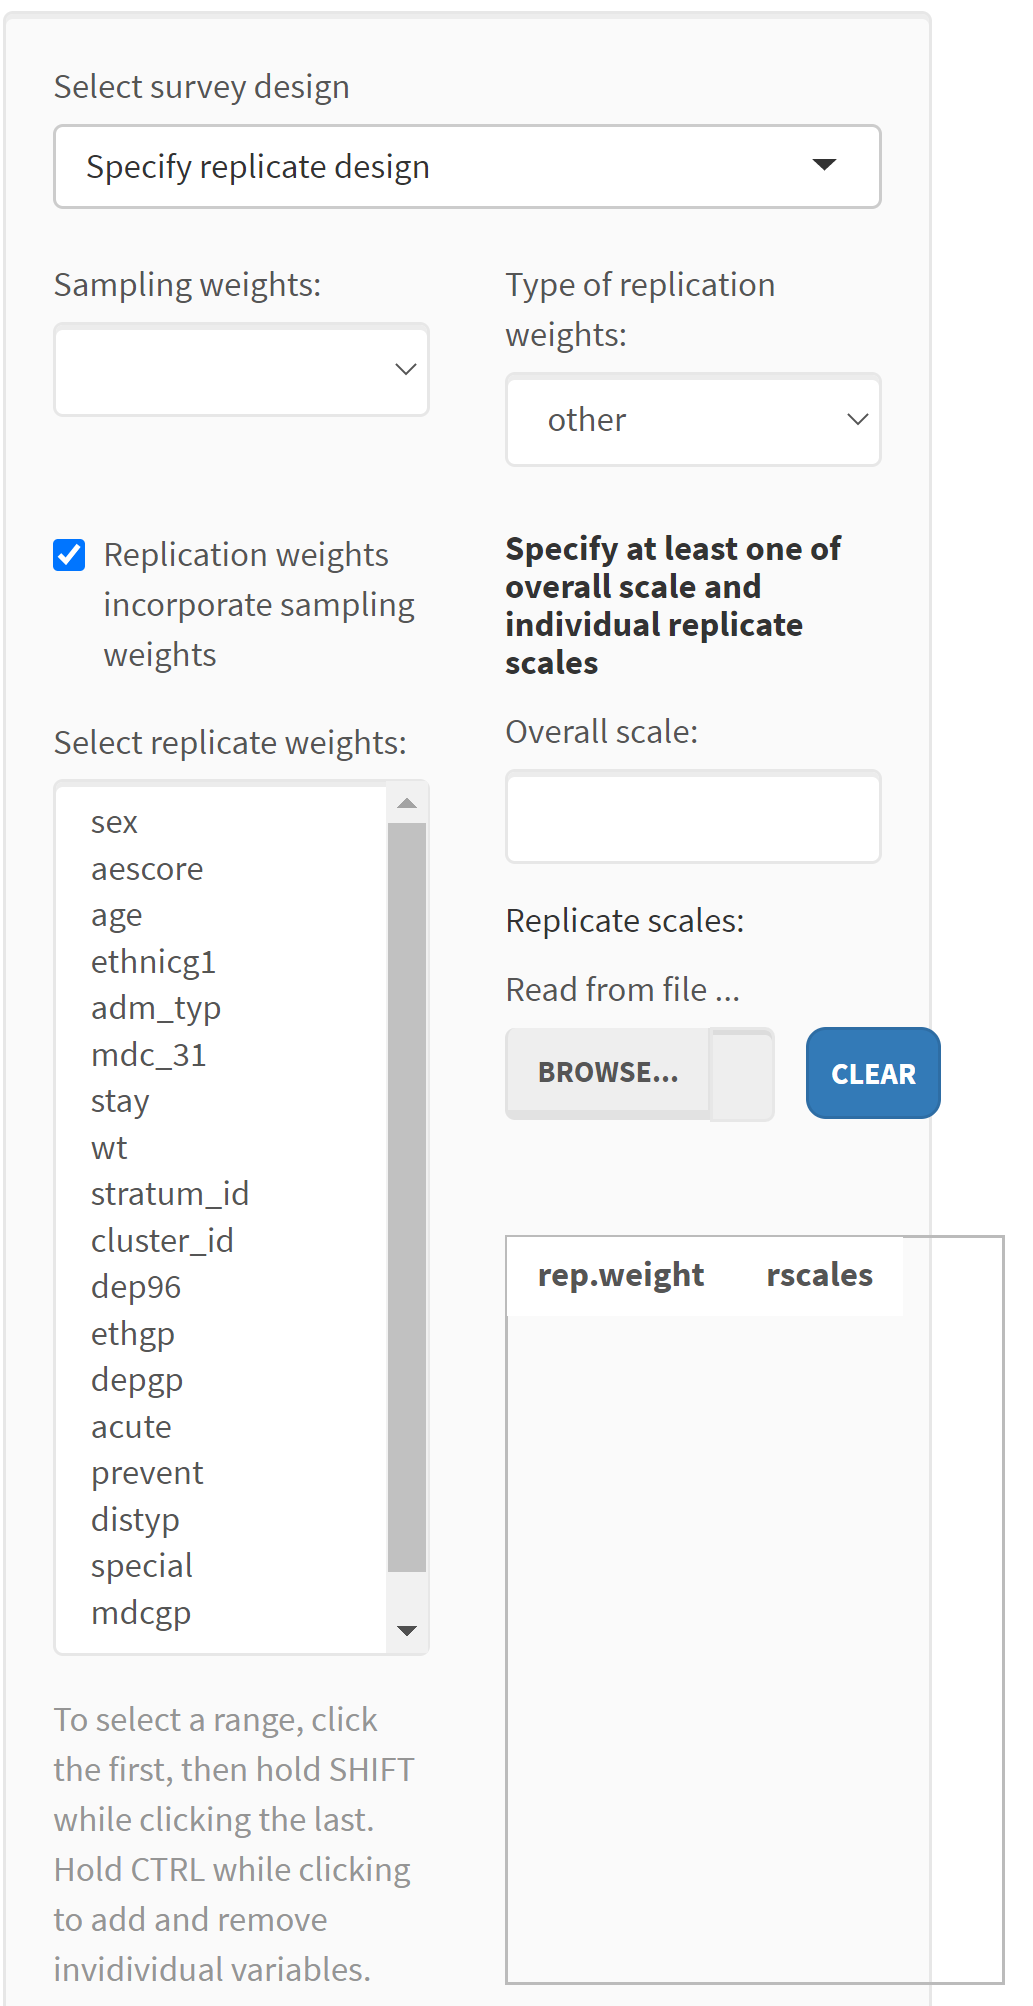 Select survey design
Specify replicate design
Sampling weights:
Type of replication
weights:
other
Replication weights
incorporate sampling
weights
Specify at least one of
overall scale and
individual replicate
scales
Select replicate weights:
sex
aescore
age
ethnicg1
adm_typ
mdc_31
stay
wt
stratum_id
cluster_id
dep96
ethgp
depgp
acute
prevent
distyp
special
mdcgp
To select a range, click
the first, then hold SHIFT
while clicking the last.
Hold CTRL while clicking
to add and remove
invidividual variables.
Overall scale:
Replicate scales:
Read from file ...
BROWSE...
CLEAR
rep.weight rscales